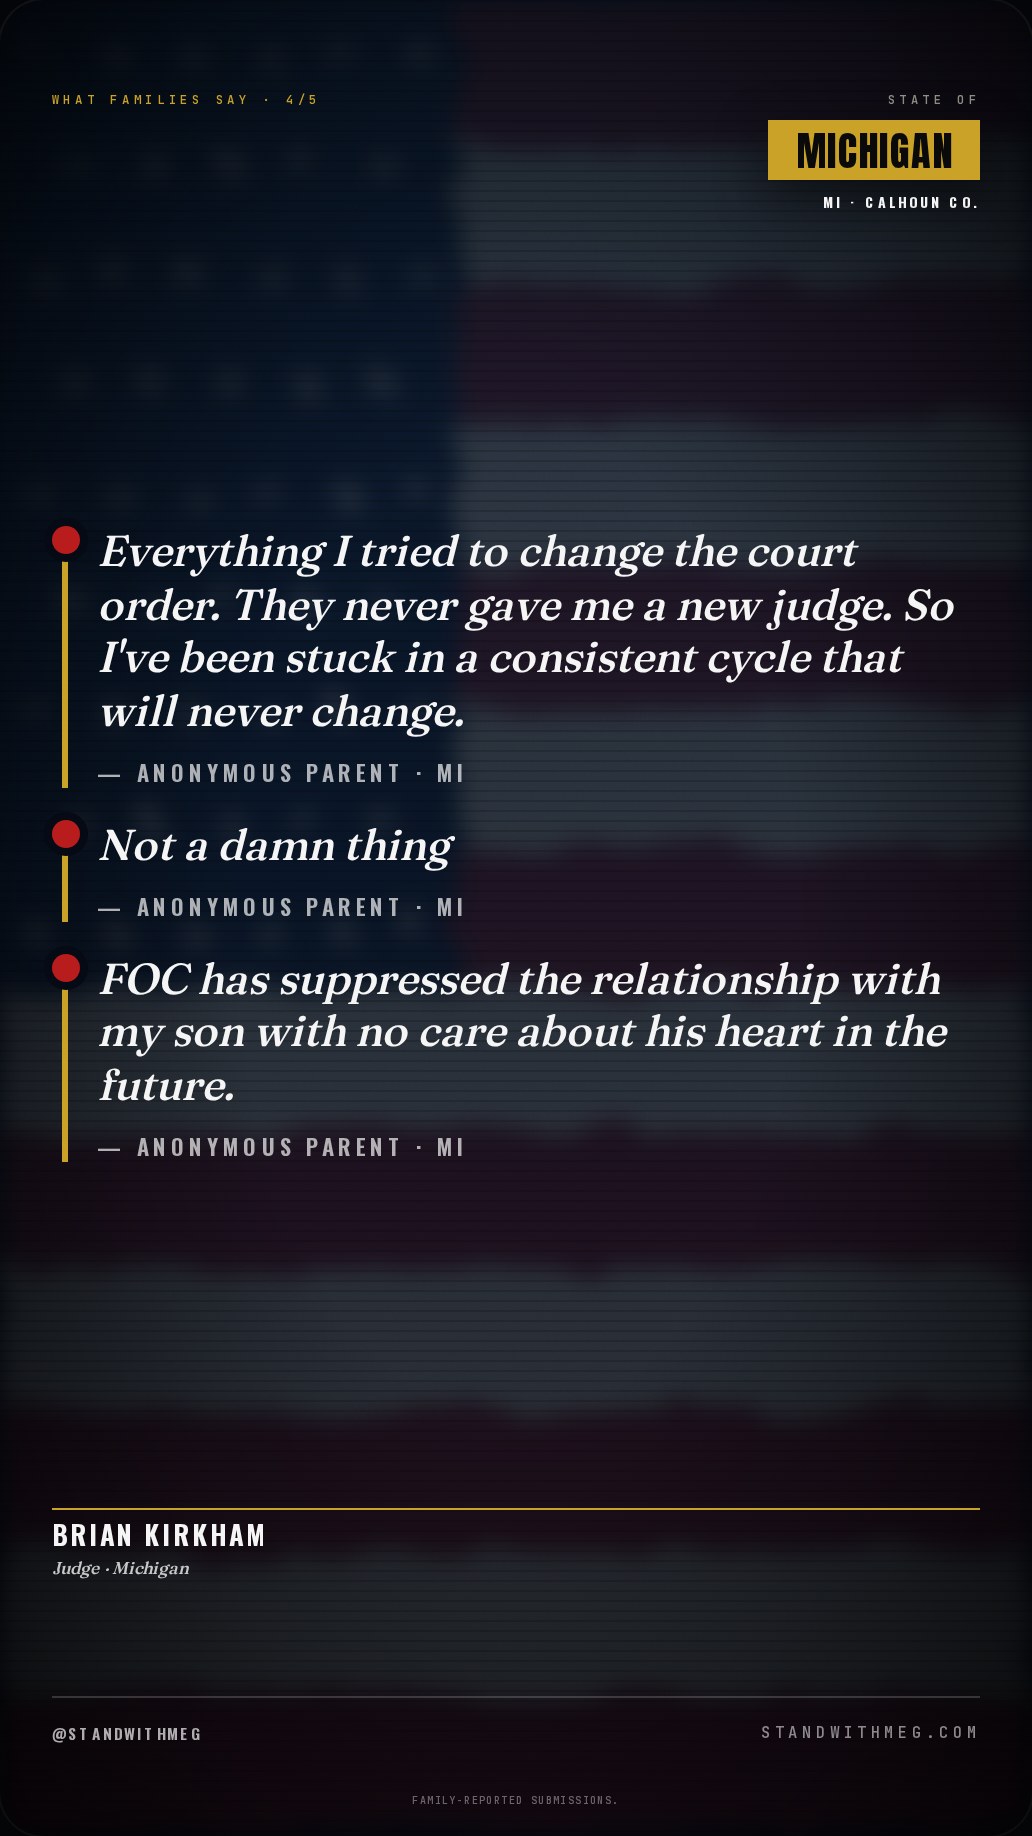 WHAT FAMILIES SAY · 4/5
STATE OF
MICHIGAN
MI · CALHOUN CO.
Everything I tried to change the court
order. They never gave me a new judge. So
I've been stuck in a consistent cycle that
will never change.
— ANONYMOUS PARENT · MI
Not a damn thing
— ANONYMOUS PARENT · MI
FOC has suppressed the relationship with
my son with no care about his heart in the
future.
— ANONYMOUS PARENT · MI
BRIAN KIRKHAM
Judge · Michigan
@STANDWITHMEG
STANDWITHMEG.COM
FAMILY-REPORTED SUBMISSIONS.